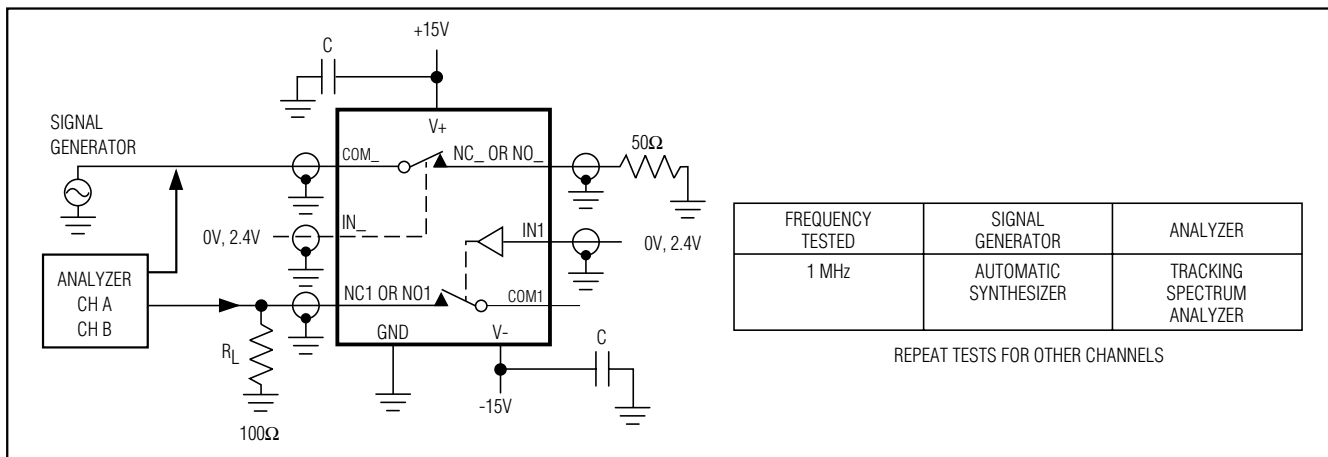 +15V
C
SIGNAL
GENERATOR
V+
COM_
NC_ OR NO_
50Ω
IN_
0V, 2.4V
IN1
0V, 2.4V
ANALYZER
CH A
CH B
NC1 OR NO1
COM1
RL
GND
V-
C
-15V
100Ω
FREQUENCY
TESTED
SIGNAL
GENERATOR
ANALYZER
1 MHz
AUTOMATIC
SYNTHESIZER
TRACKING
SPECTRUM
ANALYZER
REPEAT TESTS FOR OTHER CHANNELS